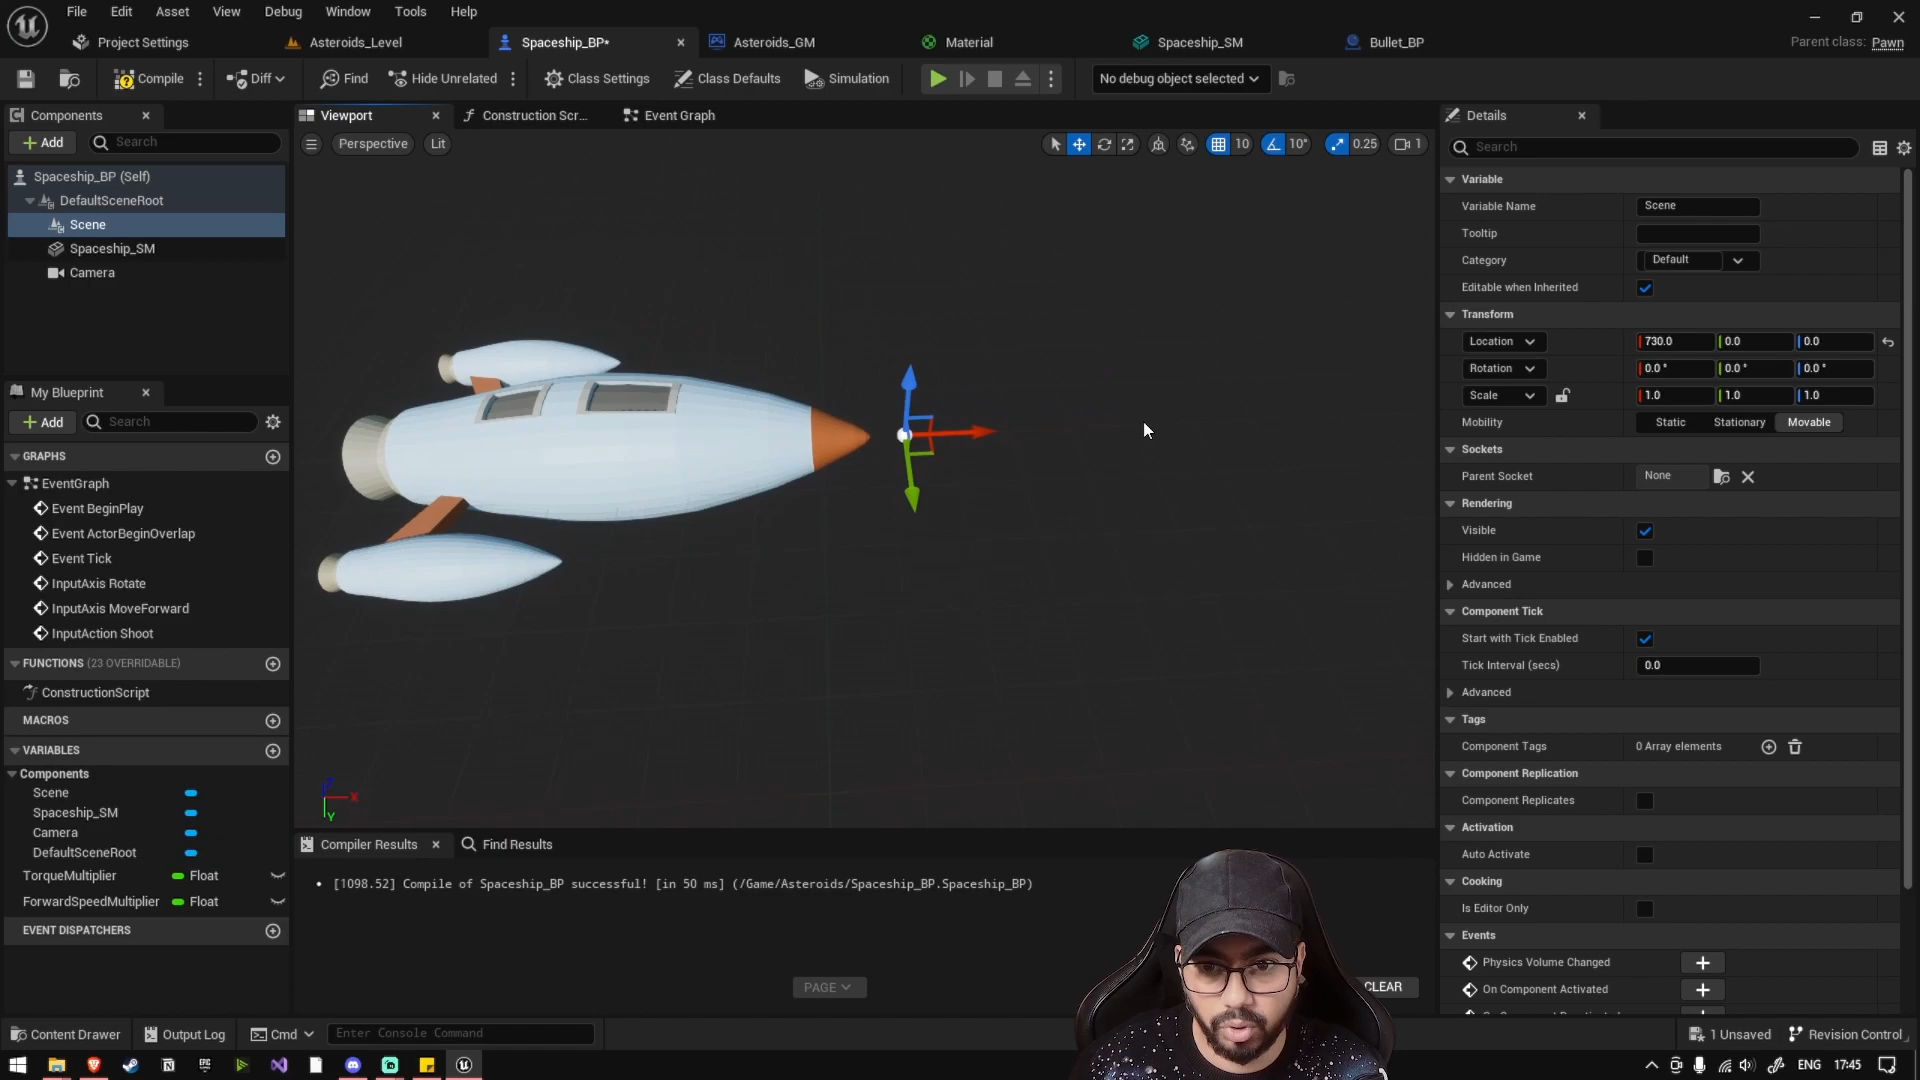 File Edit Asset View Debug Window Tools Help
Project Settings Asteroids_Level Spaceship_BP* Asteroids_GM Material Spaceship_SM Bullet_BP Parent class: Pawn
Compile Diff Find Hide Unrelated Class Settings Class Defaults Simulation No debug object selected
Components
Add Search
Spaceship_BP (Self)
DefaultSceneRoot
Scene
Spaceship_SM
Camera
My Blueprint
Add Search
GRAPHS
EventGraph
Event BeginPlay
Event ActorBeginOverlap
Event Tick
InputAxis Rotate
InputAxis MoveForward
InputAction Shoot
FUNCTIONS (23 OVERRIDABLE)
ConstructionScript
MACROS
VARIABLES
Components
Scene
Spaceship_SM
Camera
DefaultSceneRoot
TorqueMultiplier Float
ForwardSpeedMultiplier Float
EVENT DISPATCHERS
Viewport Construction Scr... Event Graph
Perspective Lit 10 10° 0.25 1
Z X Y
Compiler Results Find Results
[1098.52] Compile of Spaceship_BP successful! [in 50 ms] (/Game/Asteroids/Spaceship_BP.Spaceship_BP)
PAGE CLEAR
Details
Search
Variable
Variable Name Scene
Tooltip
Category Default
Editable when Inherited
Transform
Location 730.0 0.0 0.0
Rotation 0.0° 0.0° 0.0°
Scale 1.0 1.0 1.0
Mobility Static Stationary Movable
Sockets
Parent Socket None
Rendering
Visible
Hidden in Game
Advanced
Component Tick
Start with Tick Enabled
Tick Interval (secs) 0.0
Advanced
Tags
Component Tags 0 Array elements
Component Replication
Component Replicates
Activation
Auto Activate
Cooking
Is Editor Only
Events
Physics Volume Changed
On Component Activated
Content Drawer Output Log Cmd Enter Console Command 1 Unsaved Revision Control
ENG 17:45